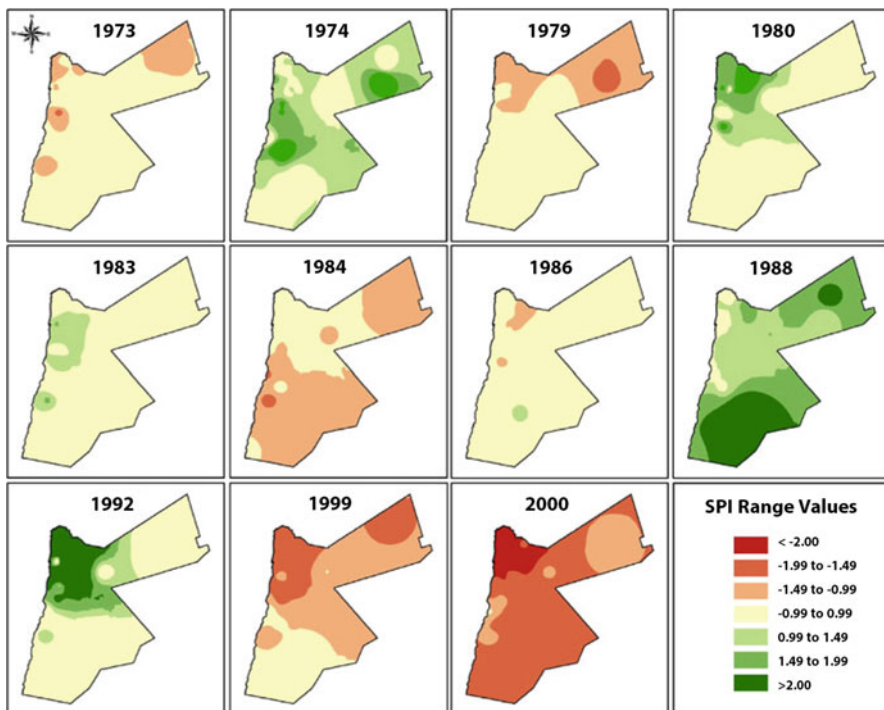 1973
1974
1979
1980
1983
1984
1986
1988
1992
1999
2000
SPI Range Values
< -2.00
-1.99 to -1.49
-1.49 to -0.99
-0.99 to 0.99
0.99 to 1.49
1.49 to 1.99
>2.00